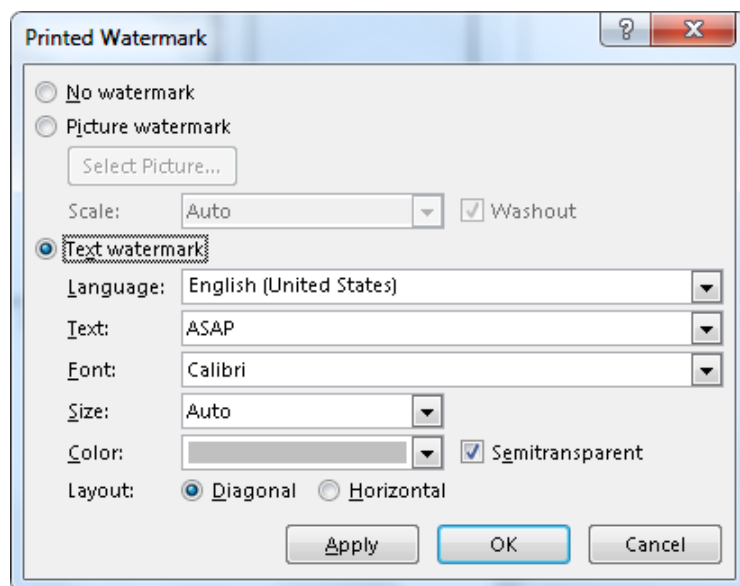 Printed Watermark
No watermark
Picture watermark
Select Picture...
Scale: Auto Washout
Text watermark
Language: English (United States)
Text: ASAP
Font: Calibri
Size: Auto
Color: Semitransparent
Layout: Diagonal Horizontal
Apply OK Cancel